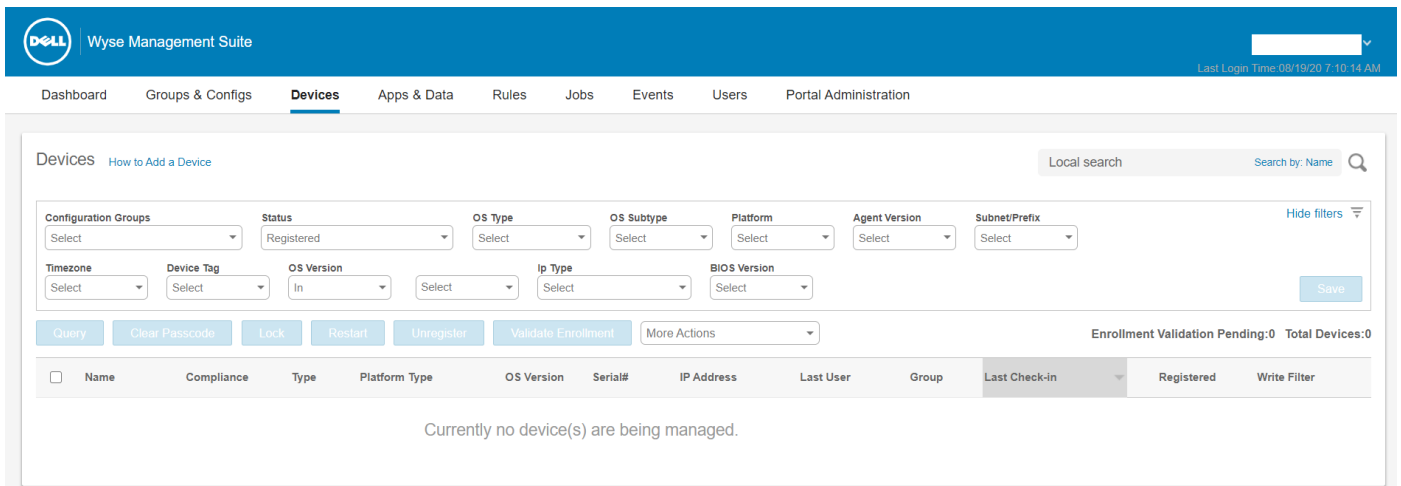 DELL Wyse Management Suite
Last Login Time:08/19/20 7:10:14 AM
Dashboard Groups & Configs Devices Apps & Data Rules Jobs Events Users Portal Administration
Devices How to Add a Device Local search Search by: Name
Hide filters
Configuration Groups Status OS Type OS Subtype Platform Agent Version Subnet/Prefix
Select Registered Select Select Select Select Select
Timezone Device Tag OS Version Ip Type BIOS Version
Select Select In Select Select Select Save
Query Clear Passcode Lock Restart Unregister Validate Enrollment More Actions Enrollment Validation Pending:0 Total Devices:0
Name Compliance Type Platform Type OS Version Serial# IP Address Last User Group Last Check-in Registered Write Filter
Currently no device(s) are being managed.